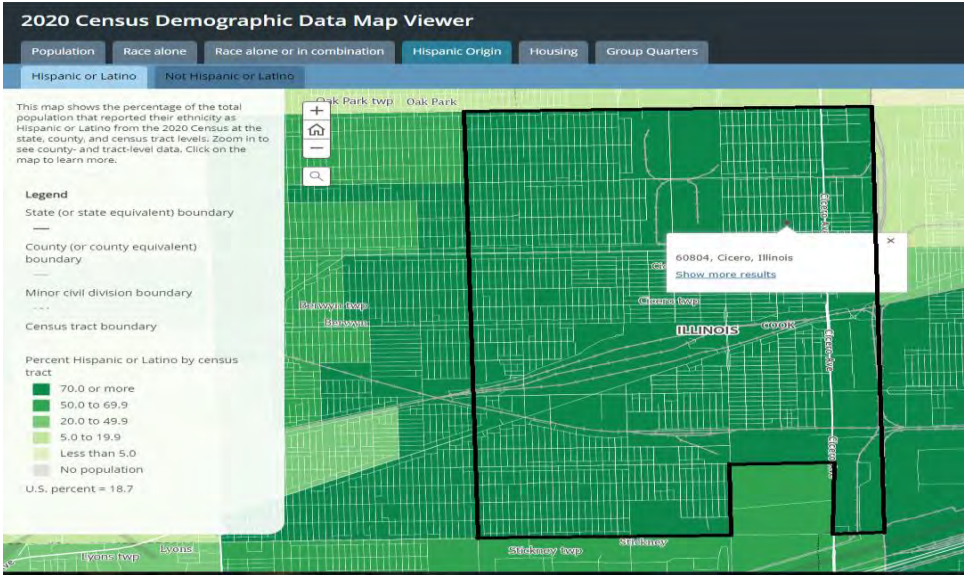 2020 Census Demographic Data Map Viewer
Population
Race alone
Race alone or in combination
Hispanic Origin
Housing
Group Quarters
Hispanic or Latino
Not Hispanic or Latino
This map shows the percentage of the total
population that reported their ethnicity as
Hispanic or Latino from the 2020 Census at the
state, county, and census tract levels. Zoom in to
see county- and tract-level data. Click on the
map to learn more.
Legend
State (or state equivalent) boundary
County (or county equivalent)
boundary
Minor civil division boundary
Census tract boundary
Percent Hispanic or Latino by census
tract
70.0 or more
50.0 to 69.9
20.0 to 49.9
5.0 to 19.9
Less than 5.0
No population
U.S. percent = 18.7
Oak Park twp
Oak Park
Cicero Ave
60804, Cicero, Illinois
Show more results
Cicero twp
Berwyn twp
Berwyn
ILLINOIS
COOK
Cicero Ave
Stickney
Stickney twp
Lyons
Lyons twp